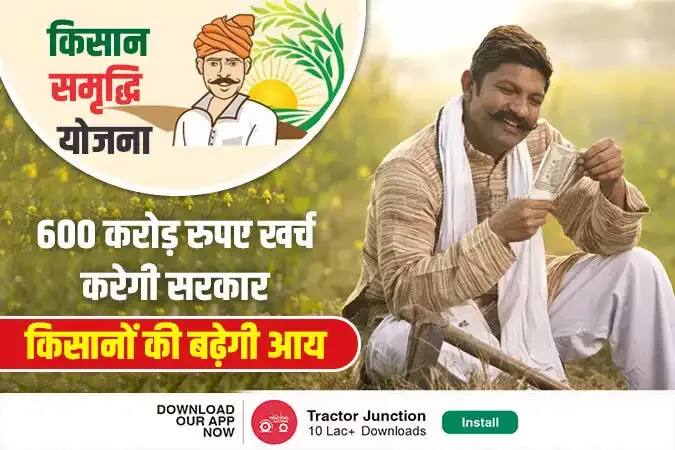 किसान
समृद्धि
योजना
600 करोड़ रुपए खर्च
करेगी सरकार
किसानों की बढ़ेगी आय
DOWNLOAD
OUR APP
NOW
Tractor Junction
10 Lac+ Downloads
Install